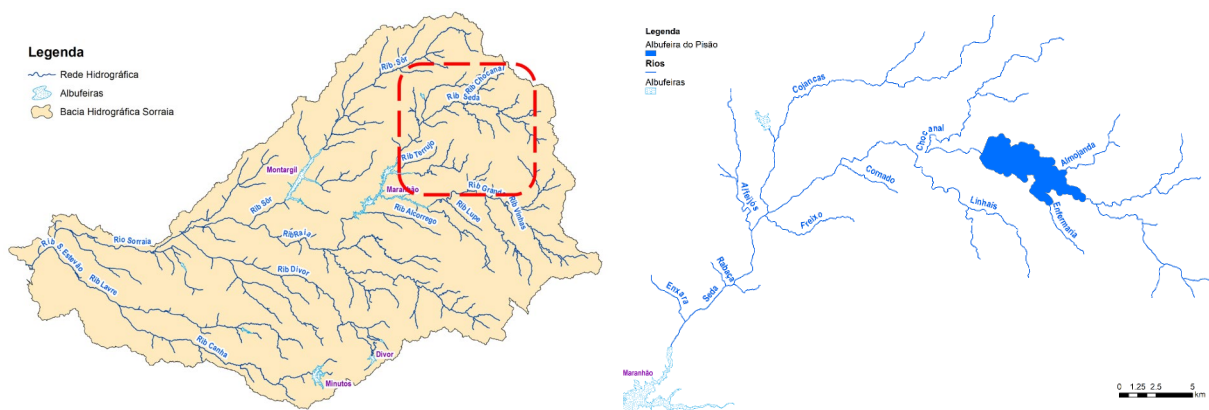 Legenda
Rede Hidrográfica
Albufeiras
Bacia Hidrográfica Sorraia
Rib Sôr
Rib Chocanal
Rib Seda
Rib Terrujo
Montargil
Maranhão
Rib Grande
Rib Vinhas
Rib Lupe
Rib Alcorrego
Rib Sôr
Rib Raia
Rio Sorraia
Rib S. Estevão
Rib Lavre
Rib Divor
Rib Canha
Divor
Minutos
Legenda
Albufeira do Pisão
Rios
Albufeiras
Cojancas
Chocanal
Almojanda
Cornado
Alfeijos
Linhais
Enfermaria
Freixo
Rabaça
Seda
Enxara
Maranhão
0 1.25 2.5 5
km